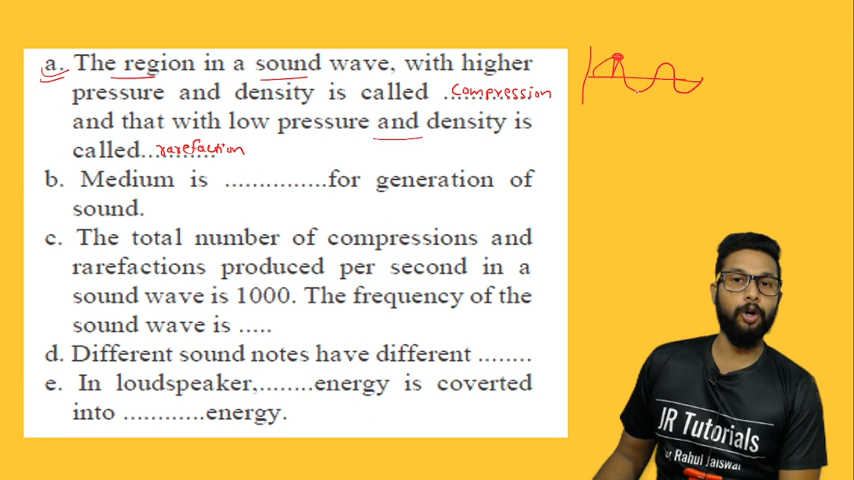 a. The region in a sound wave, with higher
pressure and density is called ........ Compression
and that with low pressure and density is
called............ rarefaction
b. Medium is ...............for generation of
sound.
c. The total number of compressions and
rarefactions produced per second in a
sound wave is 1000. The frequency of the
sound wave is .....
d. Different sound notes have different ........
e. In loudspeaker,........energy is coverted
into ............energy.
JR Tutorials
Rahul Jaiswal